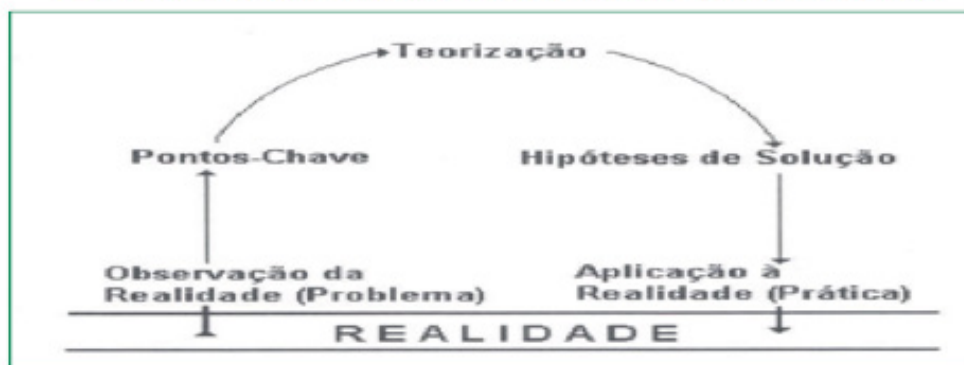 Teorização
Pontos-Chave
Hipóteses de Solução
Observação da
Realidade (Problema)
Aplicação à
Realidade (Prática)
REALIDADE